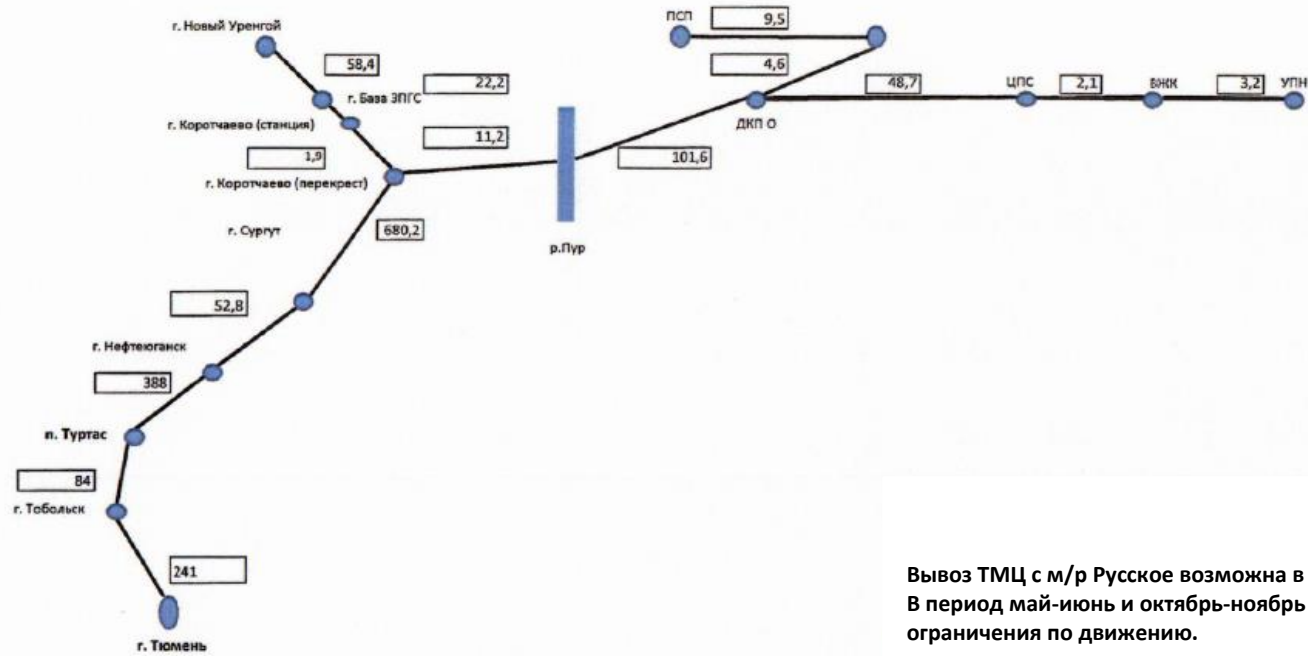 г. Новый Уренгой
58,4
22,2
г. База ЗПГС
г. Коротчаево (станция)
11,2
1,9
г. Коротчаево (перекрест)
г. Сургут
680,2
р.Пур
52,8
г. Нефтеюганск
388
п. Туртас
84
г. Тобольск
241
г. Тюмень
ПСП
9,5
4,6
48,7
ЦПС
2,1
ВЖК
3,2
УПН
ДКП О
101,6
Вывоз ТМЦ с м/р Русское возможна в
В период май-июнь и октябрь-ноябрь
ограничения по движению.